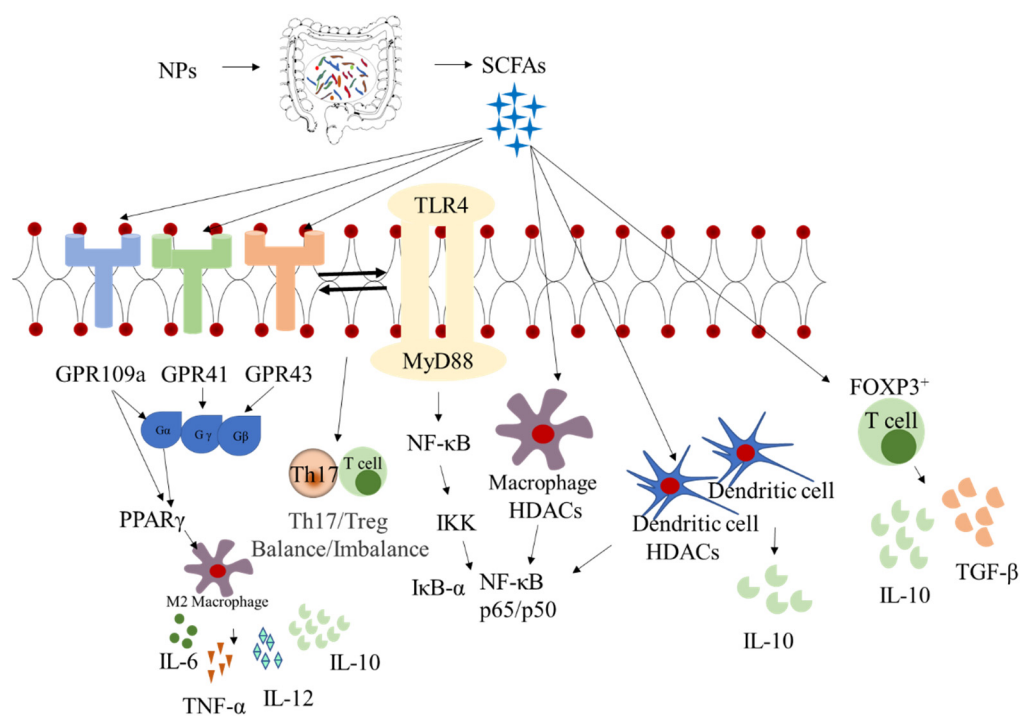 NPs
SCFAs
TLR4
MyD88
GPR109a
GPR41
GPR43
Gα
Gγ
Gβ
FOXP3⁺
T cell
NF-κB
Th17
T cell
Macrophage
HDACs
Dendritic cell
Dendritic cell
HDACs
PPARγ
Th17/Treg
Balance/Imbalance
IKK
IκB-α
NF-κB
p65/p50
TGF-β
IL-10
M2 Macrophage
IL-10
IL-6
TNF-α
IL-12
IL-10